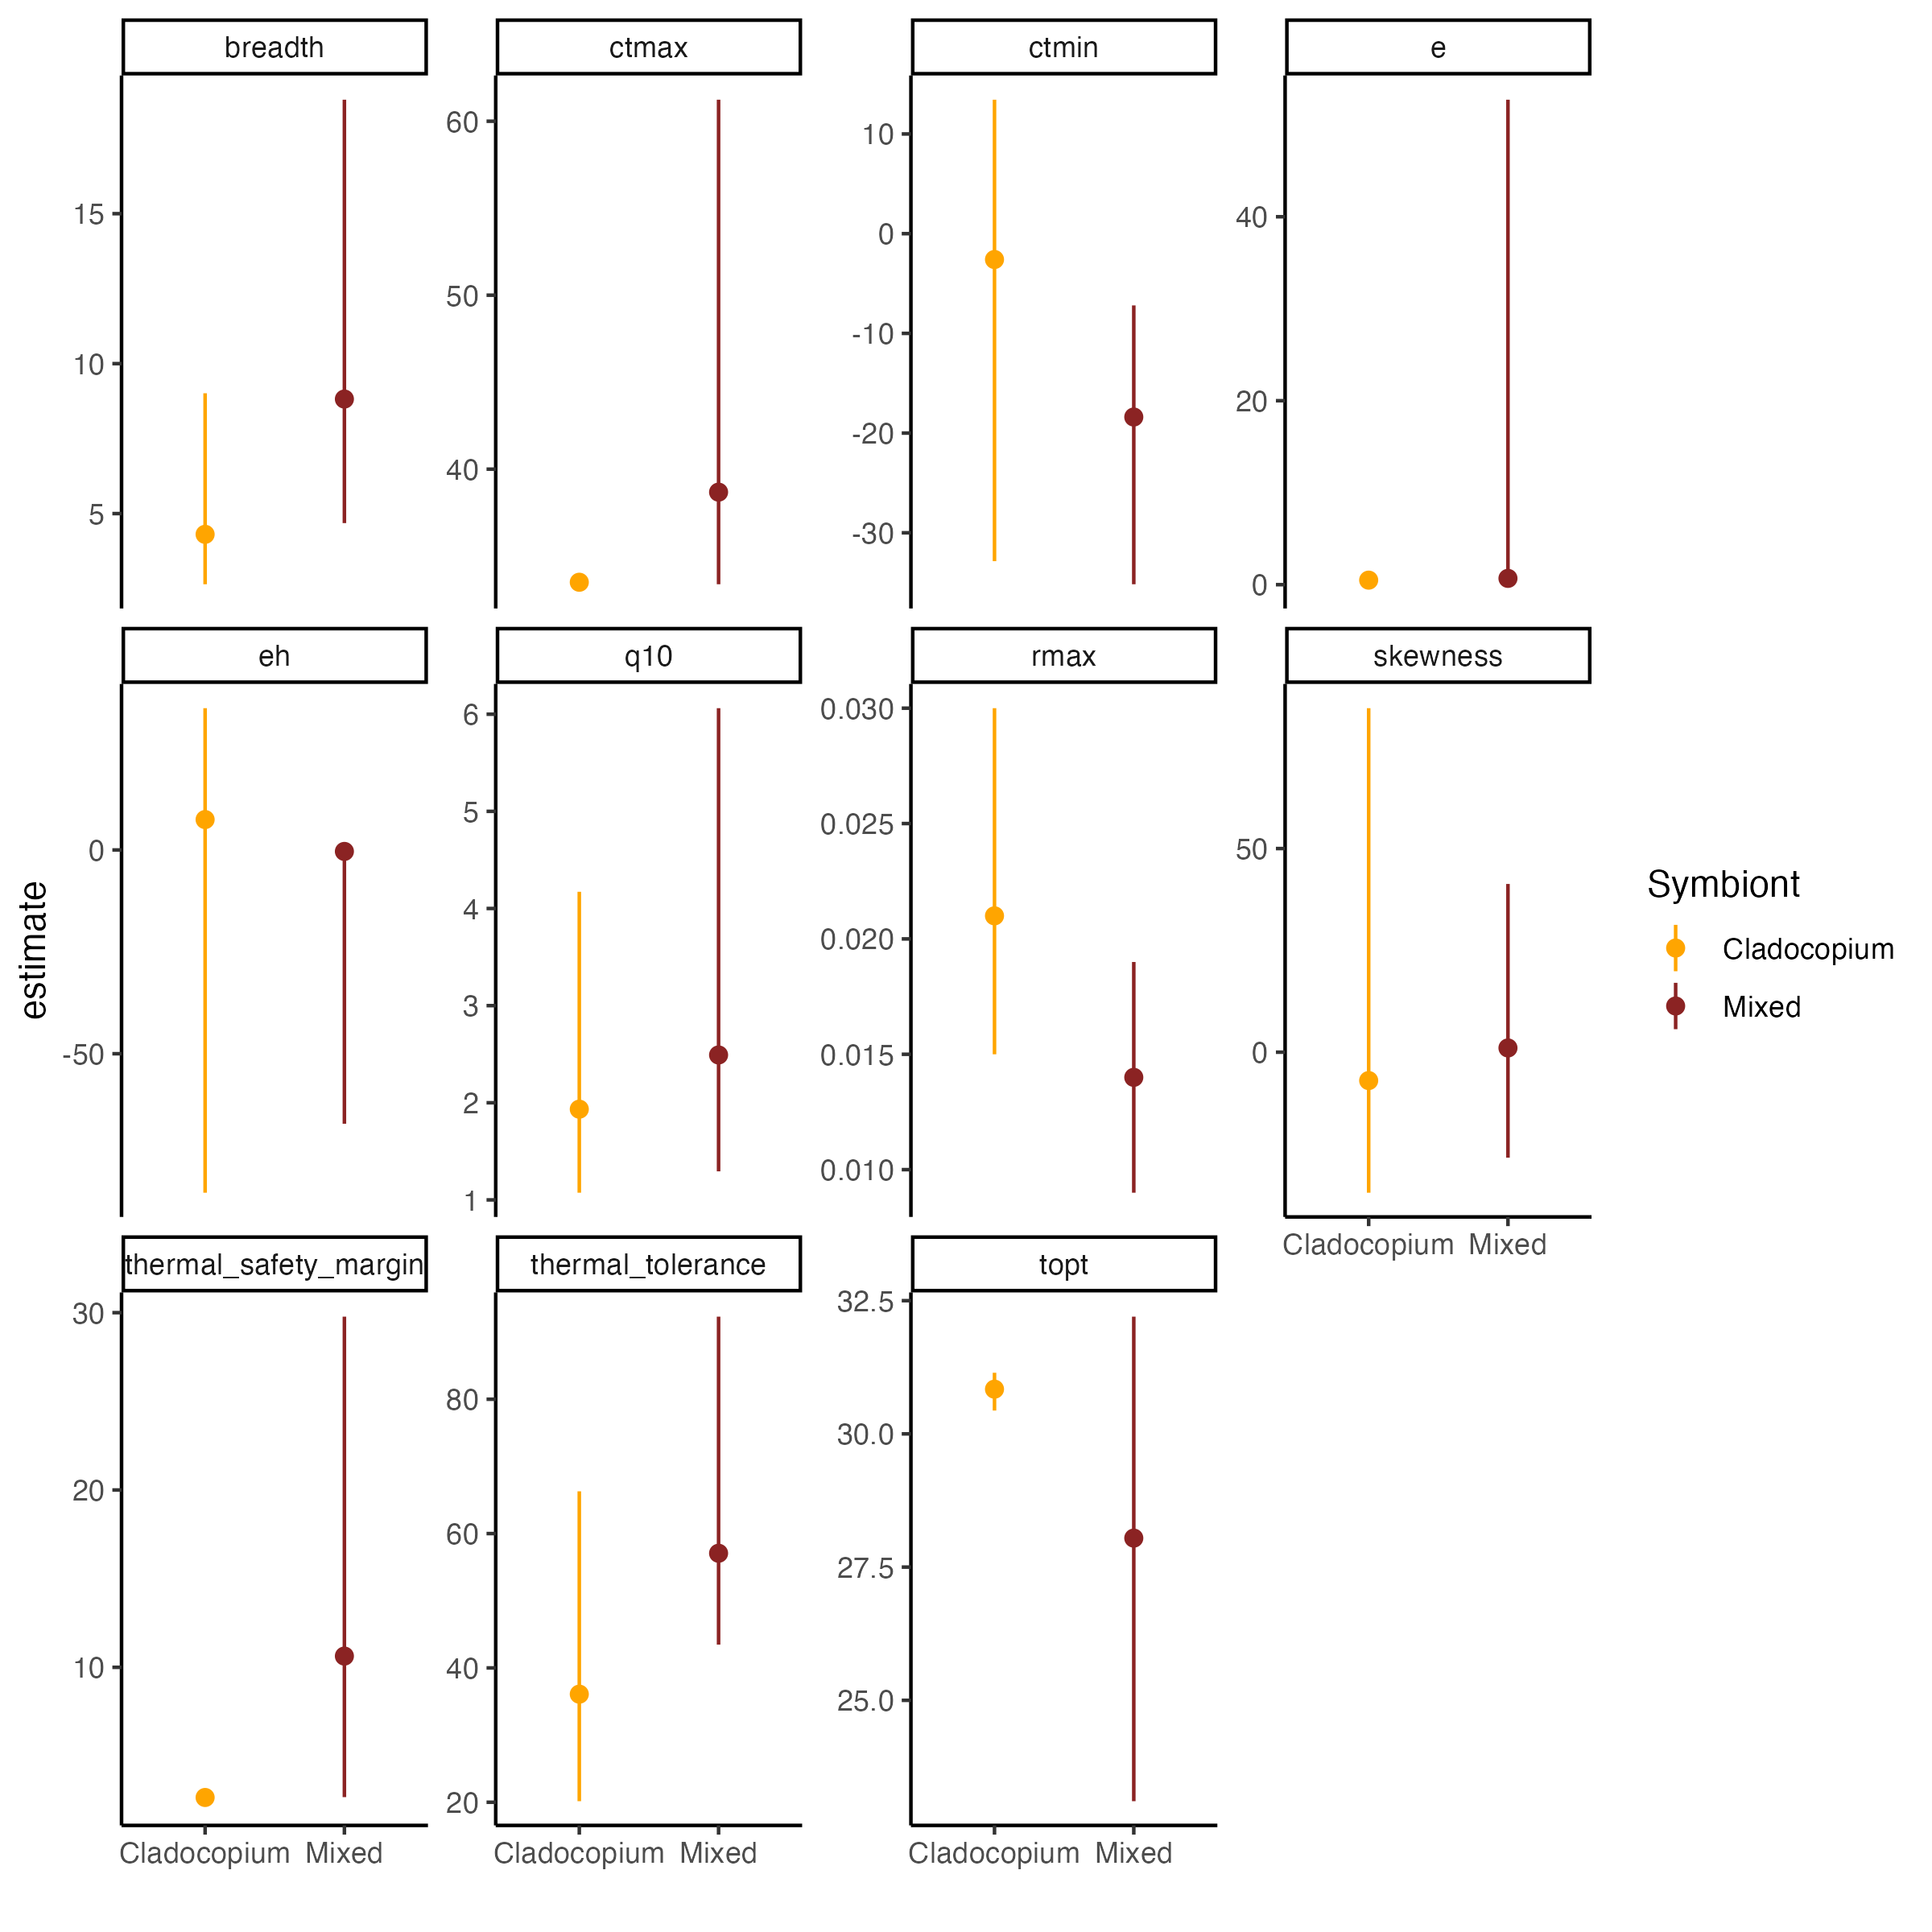 breadth
ctmax
ctmin
e
15
10
5
60
50
40
10
0
-10
-20
-30
40
20
0
eh
q10
rmax
skewness
0
-50
6
5
4
3
2
1
0.030
0.025
0.020
0.015
0.010
50
0
Cladocopium Mixed
thermal_safety_margin
thermal_tolerance
topt
30
20
10
80
60
40
20
32.5
30.0
27.5
25.0
Cladocopium Mixed
Cladocopium Mixed
Cladocopium Mixed
estimate
Symbiont
Cladocopium
Mixed